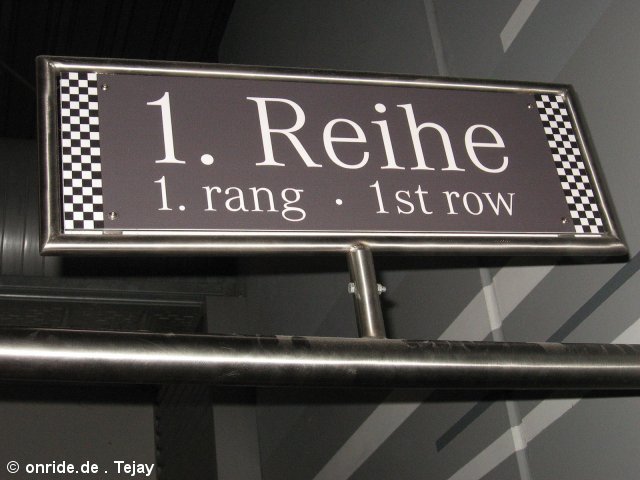 1. Reihe
1. rang · 1st row
© onride.de . Tejay